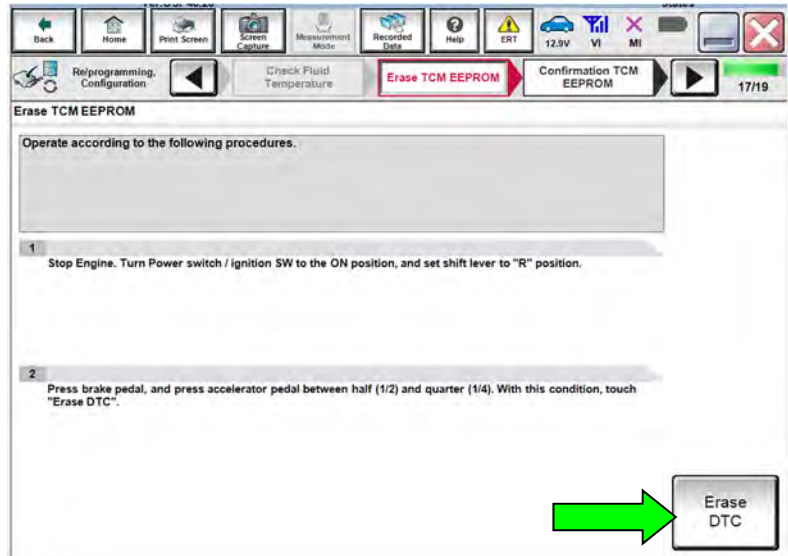 Back
Home
Print Screen
Screen
Capture
Measurement
Mode
Recorded
Data
Help
ERT
12.9V
VI
MI
Re/programming,
Configuration
Check Fluid
Temperature
Erase TCM EEPROM
Confirmation TCM
EEPROM
17/19
Erase TCM EEPROM
Operate according to the following procedures.
1
Stop Engine. Turn Power switch / ignition SW to the ON position, and set shift lever to "R" position.
2
Press brake pedal, and press accelerator pedal between half (1/2) and quarter (1/4). With this condition, touch
"Erase DTC".
Erase
DTC